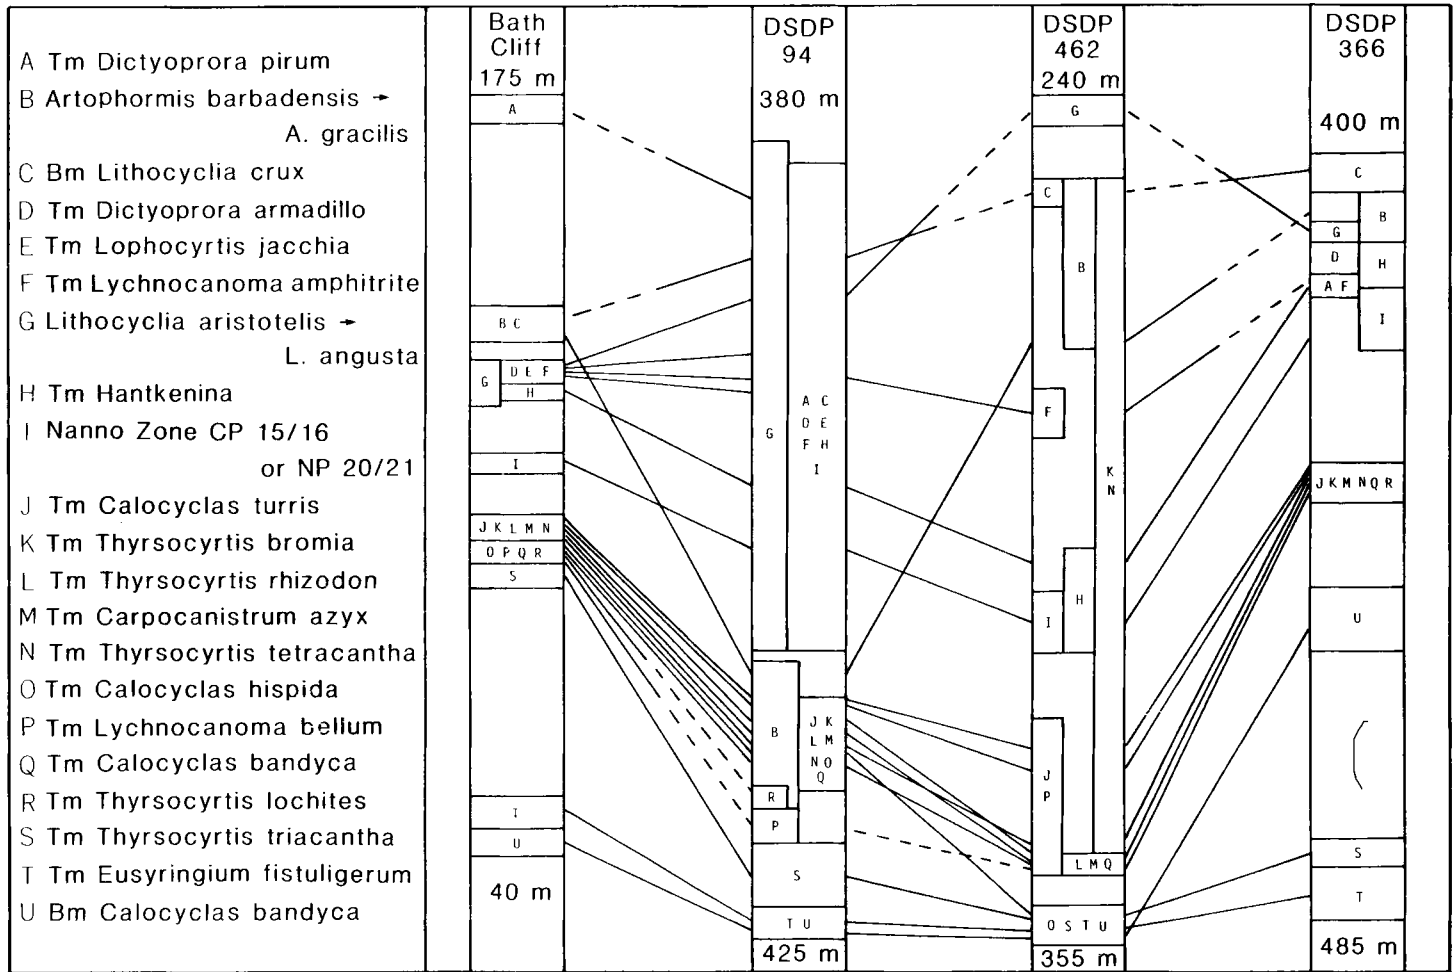 A Tm Dictyoprora pirum
B Artophormis barbadensis →
A. gracilis
C Bm Lithocyclia crux
D Tm Dictyoprora armadillo
E Tm Lophocyrtis jacchia
F Tm Lychnocanoma amphitrite
G Lithocyclia aristotelis →
L. angusta
H Tm Hantkenina
I Nanno Zone CP 15/16
or NP 20/21
J Tm Calocyclas turris
K Tm Thyrsocyrtis bromia
L Tm Thyrsocyrtis rhizodon
M Tm Carpocanistrum azyx
N Tm Thyrsocyrtis tetracantha
O Tm Calocyclas hispida
P Tm Lychnocanoma bellum
Q Tm Calocyclas bandyca
R Tm Thyrsocyrtis lochites
S Tm Thyrsocyrtis triacantha
T Tm Eusyringium fistuligerum
U Bm Calocyclas bandyca
Bath
Cliff
175 m
A
B C
G
D E F
H
I
J K L M N
O P Q R
S
T
U
40 m
DSDP
94
380 m
G
A C
D E
F H
I
B
J K
L M
N O
Q
R
P
S
T U
425 m
DSDP
462
240 m
G
C
B
F
K
N
H
I
J
P
L M Q
O S T U
355 m
DSDP
366
400 m
C
B
G
D
H
A F
I
J K M N Q R
U
S
T
485 m